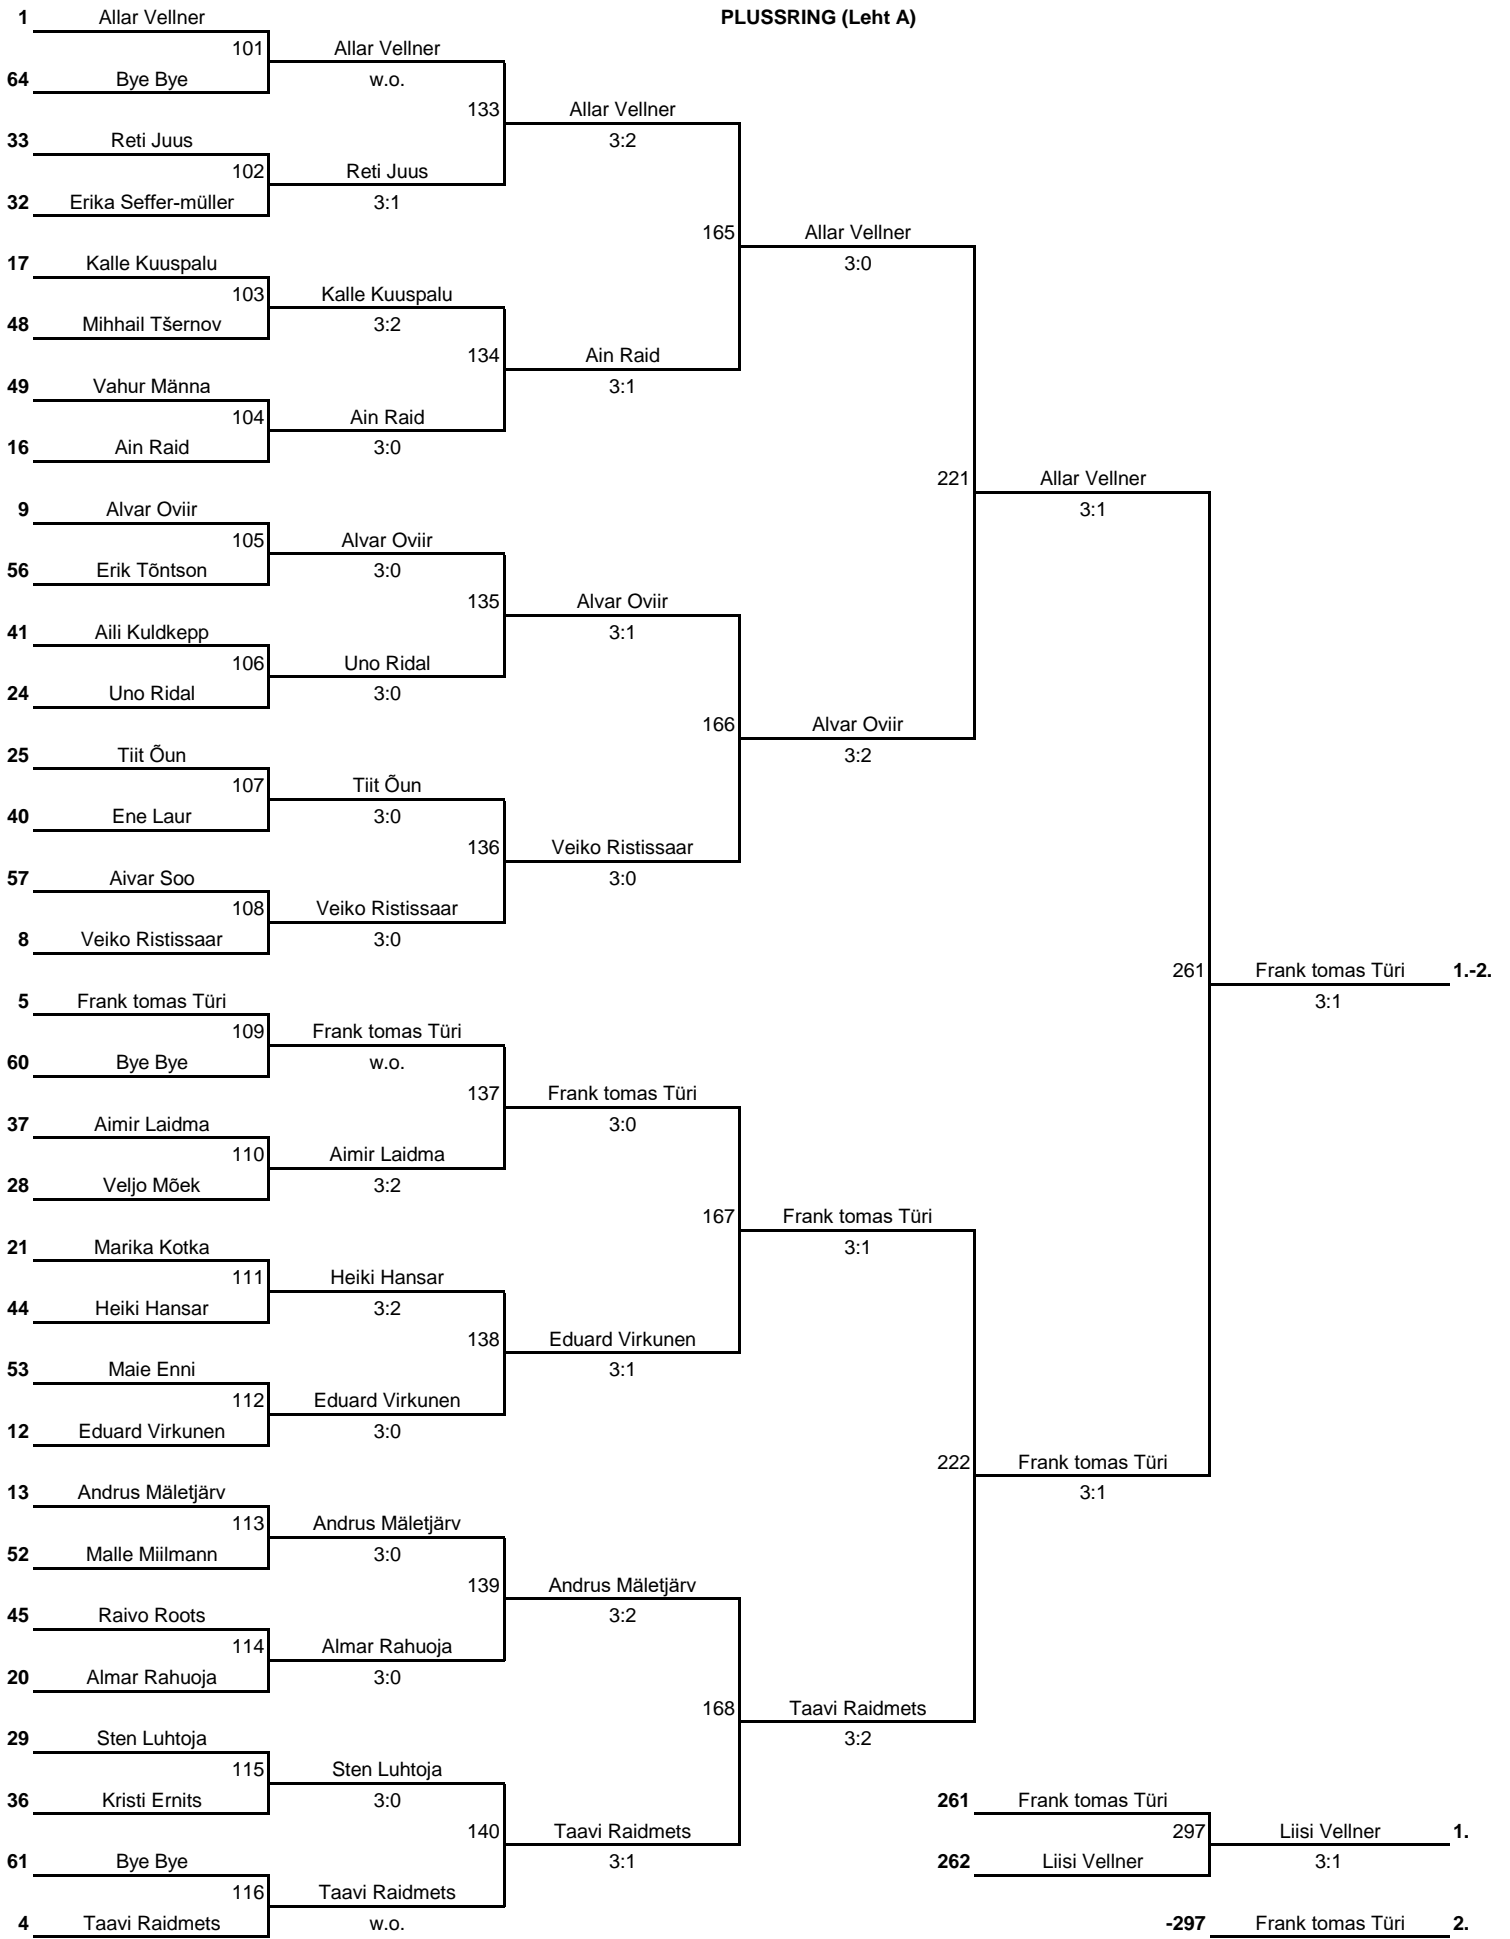 1 Allar Vellner PLUSSRING (Leht A)
101 Allar Vellner
64 Bye Bye w.o.
133 Allar Vellner
33 Reti Juus 3:2
102 Reti Juus
32 Erika Seffer-müller 3:1
165 Allar Vellner
17 Kalle Kuuspalu 3:0
103 Kalle Kuuspalu
48 Mihhail Tšernov 3:2
134 Ain Raid
49 Vahur Männa 3:1
104 Ain Raid
16 Ain Raid 3:0
221 Allar Vellner
9 Alvar Oviir 3:1
105 Alvar Oviir
56 Erik Tõntson 3:0
135 Alvar Oviir
41 Aili Kuldkepp 3:1
106 Uno Ridal
24 Uno Ridal 3:0
166 Alvar Oviir
25 Tiit Õun 3:2
107 Tiit Õun
40 Ene Laur 3:0
136 Veiko Ristissaar
57 Aivar Soo 3:0
108 Veiko Ristissaar
8 Veiko Ristissaar 3:0
261 Frank tomas Türi 1.-2.
5 Frank tomas Türi 3:1
109 Frank tomas Türi
60 Bye Bye w.o.
137 Frank tomas Türi
37 Aimir Laidma 3:0
110 Aimir Laidma
28 Veljo Mõek 3:2
167 Frank tomas Türi
21 Marika Kotka 3:1
111 Heiki Hansar
44 Heiki Hansar 3:2
138 Eduard Virkunen
53 Maie Enni 3:1
112 Eduard Virkunen
12 Eduard Virkunen 3:0
222 Frank tomas Türi
13 Andrus Mäletjärv 3:1
113 Andrus Mäletjärv
52 Malle Miilmann 3:0
139 Andrus Mäletjärv
45 Raivo Roots 3:2
114 Almar Rahuoja
20 Almar Rahuoja 3:0
168 Taavi Raidmets
29 Sten Luhtoja 3:2
115 Sten Luhtoja
36 Kristi Ernits 3:0 261 Frank tomas Türi
140 Taavi Raidmets 297 Liisi Vellner 1.
61 Bye Bye 3:1 262 Liisi Vellner 3:1
116 Taavi Raidmets
4 Taavi Raidmets w.o. -297 Frank tomas Türi 2.